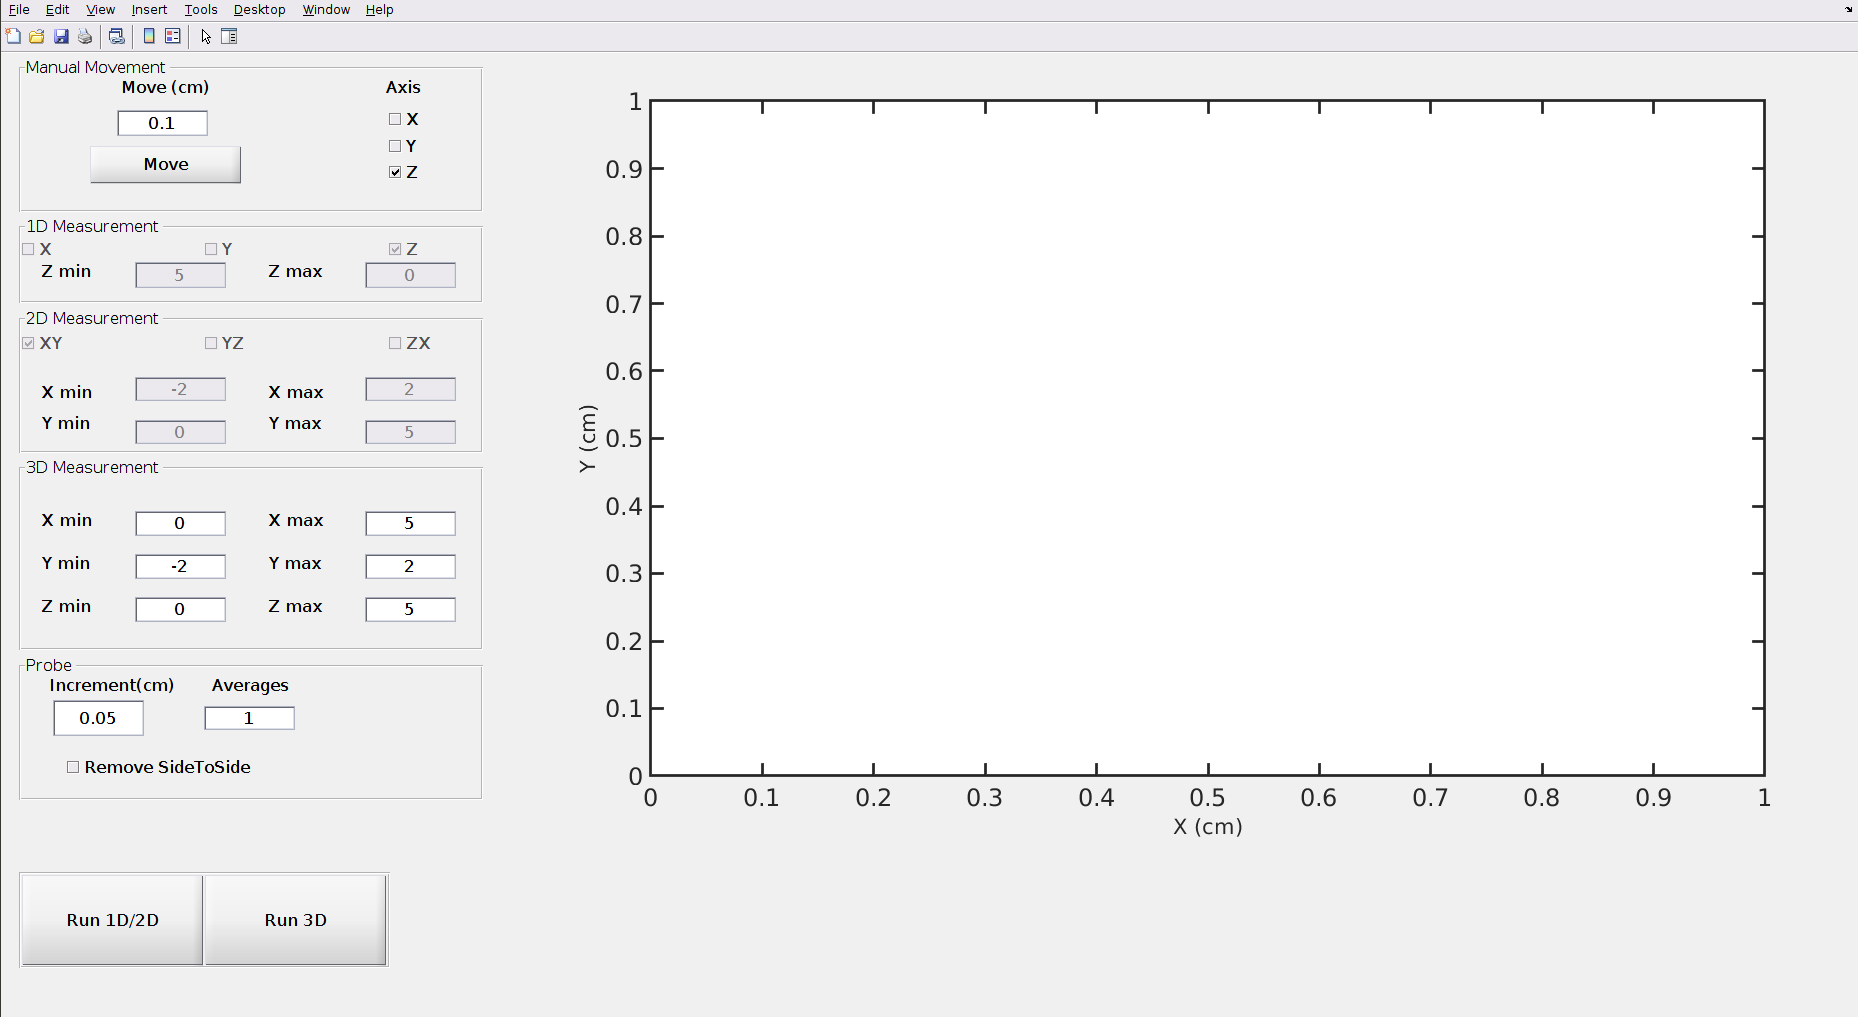 File Edit View Insert Tools Desktop Window Help
Manual Movement
Move (cm)
Axis
0.1
X
Y
Move
Z
1D Measurement
X Y Z
Z min 5 Z max 0
2D Measurement
XY YZ ZX
X min -2 X max 2
Y min 0 Y max 5
3D Measurement
X min 0 X max 5
Y min -2 Y max 2
Z min 0 Z max 5
Probe
Increment(cm) Averages
0.05 1
Remove SideToSide
Run 1D/2D Run 3D
1
0.9
0.8
0.7
0.6
0.5
0.4
0.3
0.2
0.1
0
Y (cm)
0 0.1 0.2 0.3 0.4 0.5 0.6 0.7 0.8 0.9 1
X (cm)